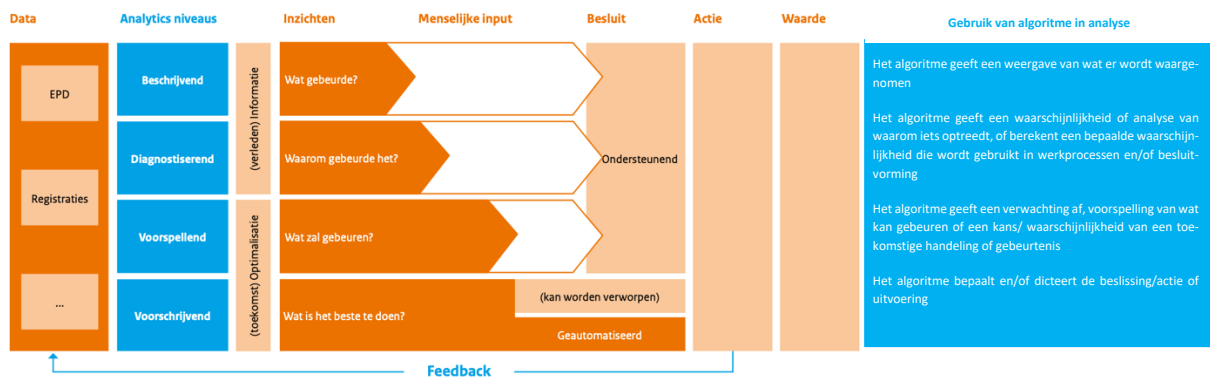 Data
Analytics niveaus
Inzichten
Menselijke input
Besluit
Actie
Waarde
Gebruik van algoritme in analyse
EPD
Registraties
...
Beschrijvend
Diagnostiserend
Voorspellend
Voorschrijvend
(verleden) Informatie
(toekomst) Optimalisatie
Wat gebeurde?
Waarom gebeurde het?
Wat zal gebeuren?
Wat is het beste te doen?
Ondersteunend
(kan worden verworpen)
Geautomatiseerd
Het algoritme geeft een weergave van wat er wordt waarge-
nomen
Het algoritme geeft een waarschijnlijkheid of analyse van
waarom iets optreedt, of berekent een bepaalde waarschijn-
lijkheid die wordt gebruikt in werkprocessen en/of besluit-
vorming
Het algoritme geeft een verwachting af, voorspelling van wat
kan gebeuren of een kans/ waarschijnlijkheid van een toe-
komstige handeling of gebeurtenis
Het algoritme bepaalt en/of dicteert de beslissing/actie of
uitvoering
Feedback